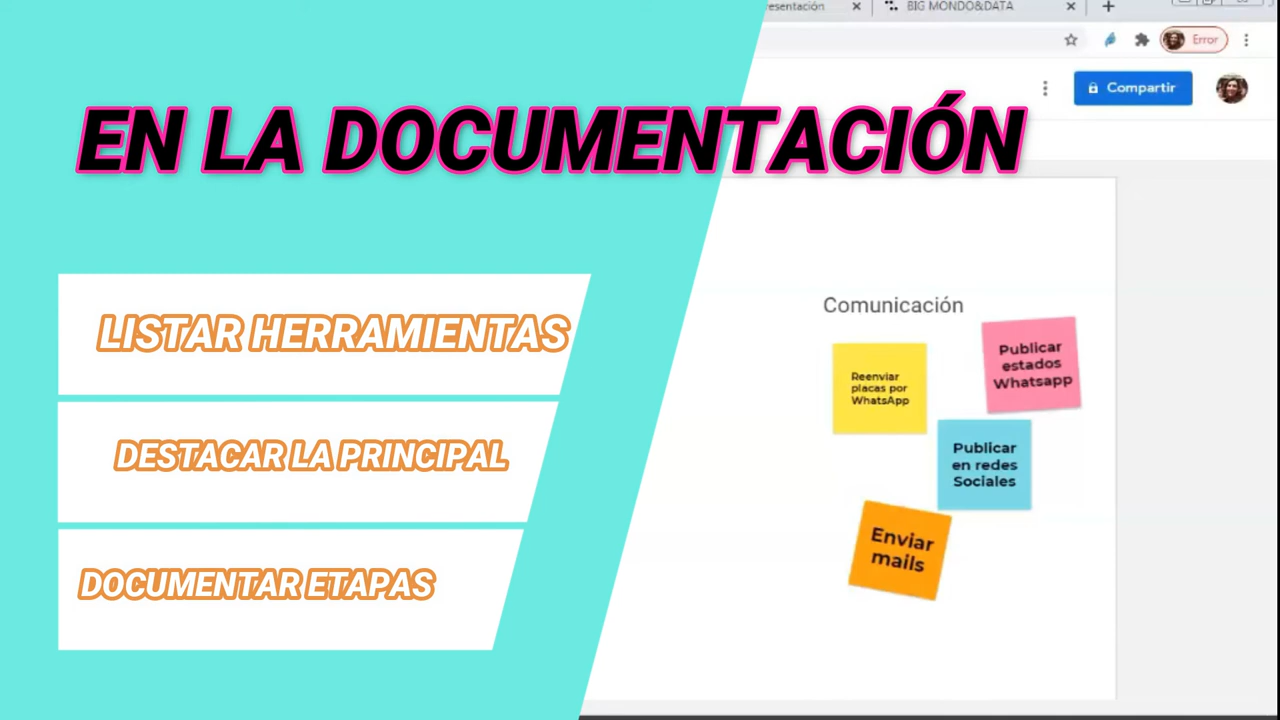 esentación
BIG MONDO&DATA
Error
Compartir
EN LA DOCUMENTACIÓN
LISTAR HERRAMIENTAS
DESTACAR LA PRINCIPAL
DOCUMENTAR ETAPAS
Comunicación
Reenviar
placas por
WhatsApp
Publicar
estados
Whatsapp
Publicar
en redes
Sociales
Enviar
mails